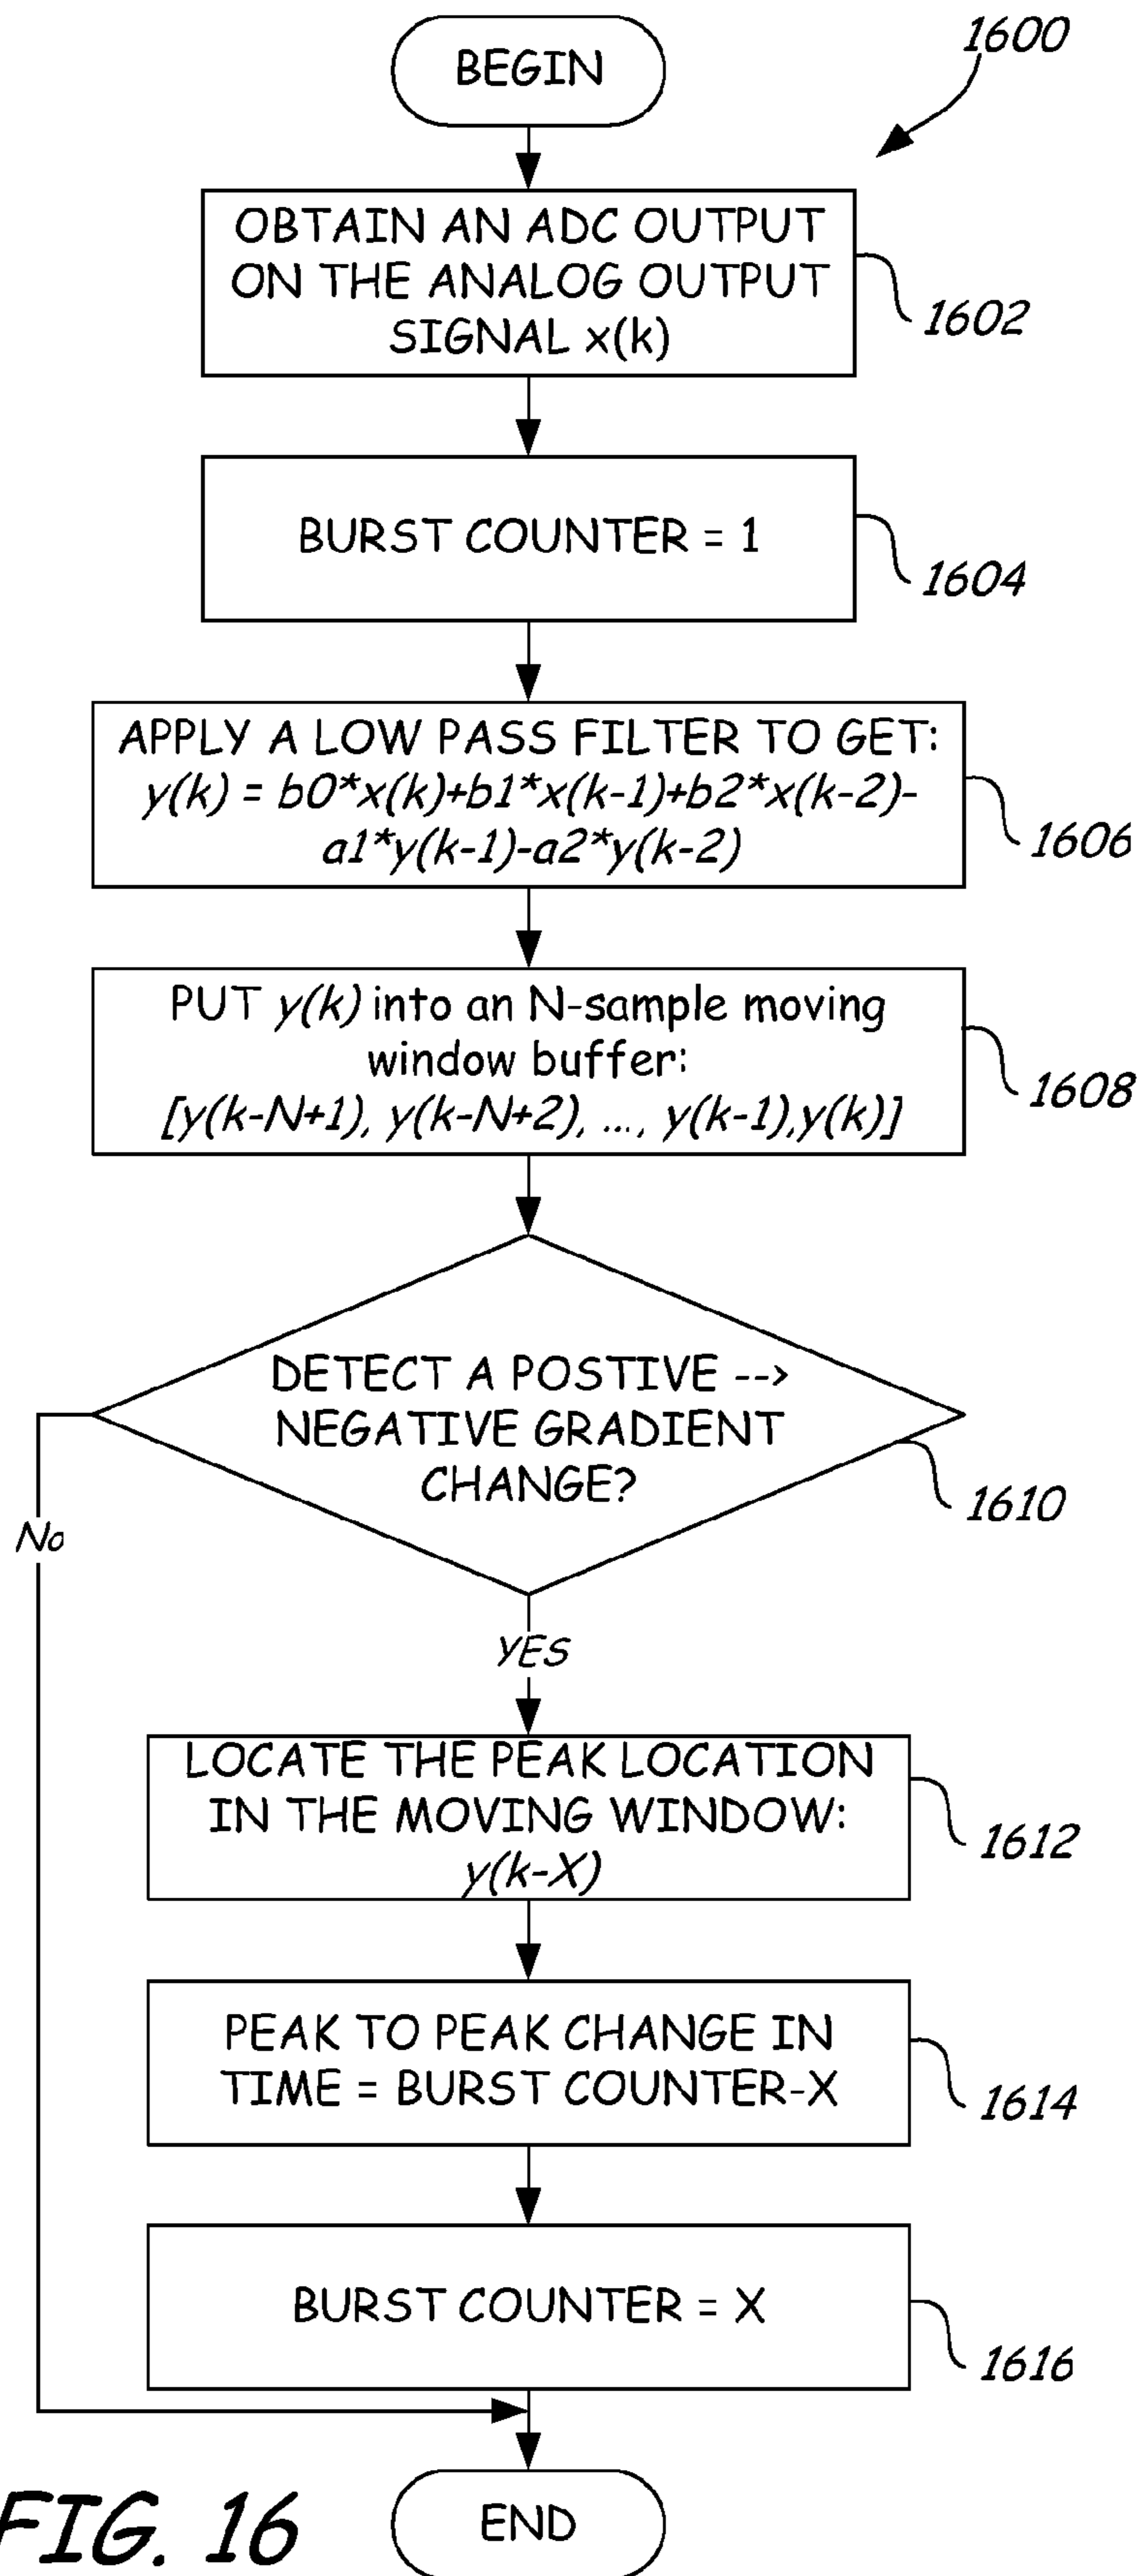 BEGIN
1600
OBTAIN AN ADC OUTPUT
ON THE ANALOG OUTPUT
SIGNAL x(k)
1602
BURST COUNTER = 1
1604
APPLY A LOW PASS FILTER TO GET:
y(k) = b0*x(k)+b1*x(k-1)+b2*x(k-2)-
a1*y(k-1)-a2*y(k-2)
1606
PUT y(k) into an N-sample moving
window buffer:
[y(k-N+1), y(k-N+2), ..., y(k-1),y(k)]
1608
DETECT A POSTIVE -->
NEGATIVE GRADIENT
CHANGE?
1610
No
YES
LOCATE THE PEAK LOCATION
IN THE MOVING WINDOW:
y(k-X)
1612
PEAK TO PEAK CHANGE IN
TIME = BURST COUNTER-X
1614
BURST COUNTER = X
1616
END
FIG. 16